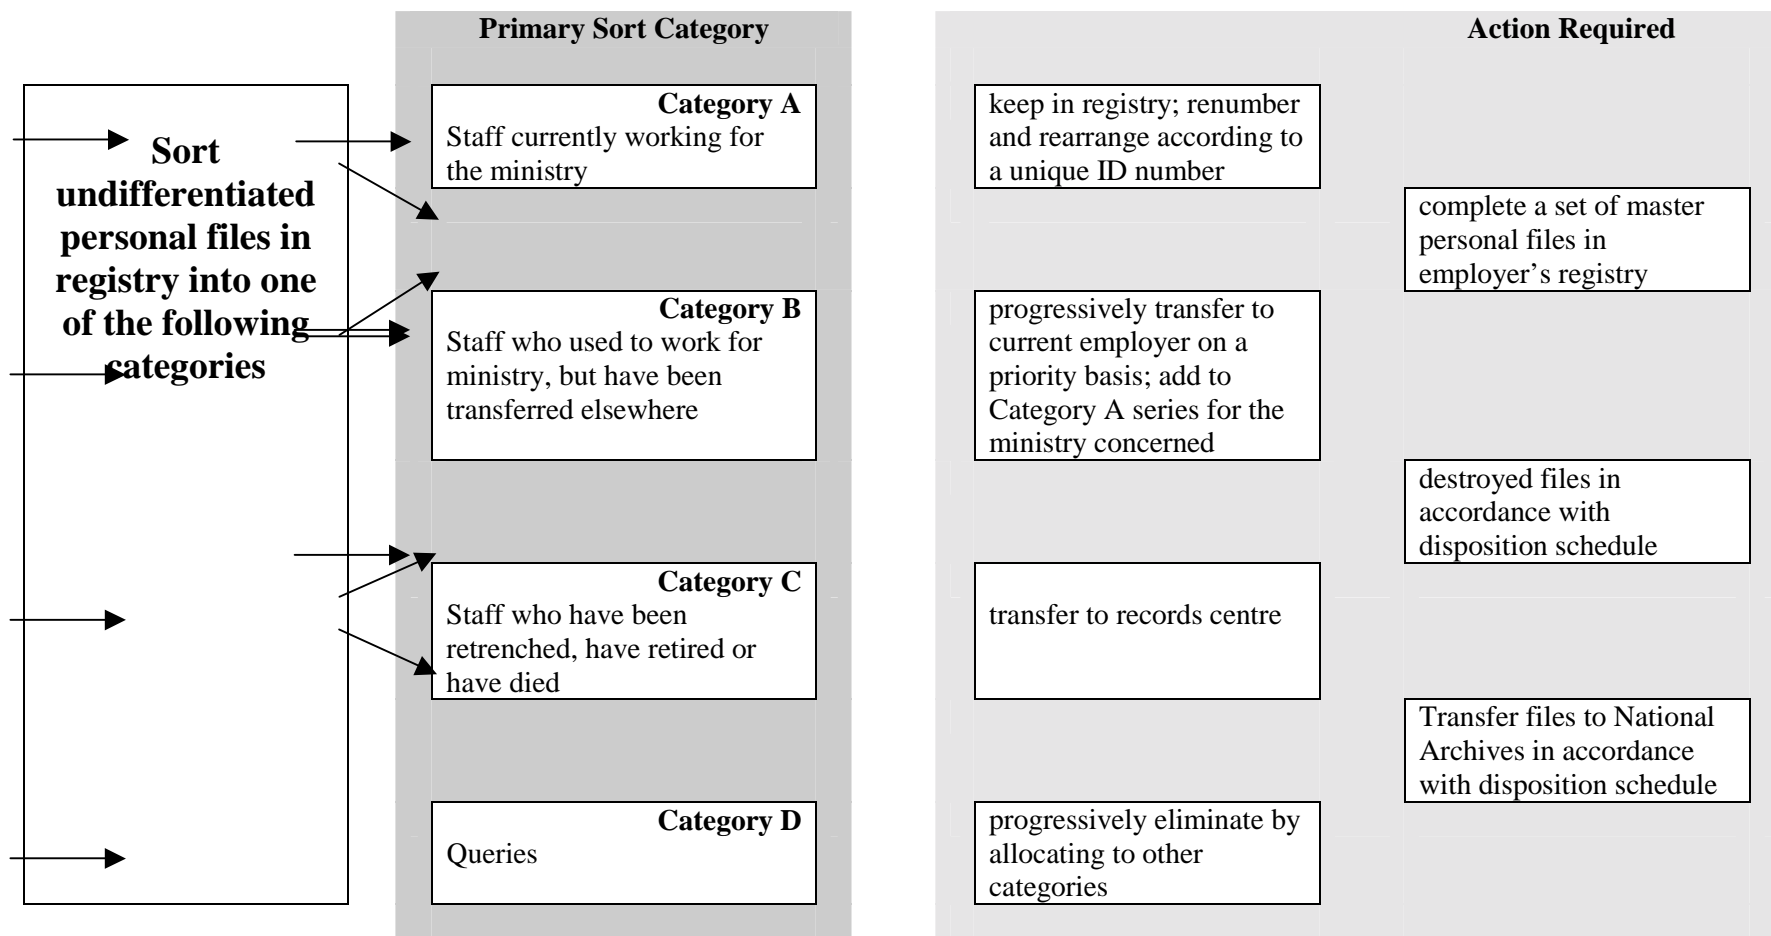 Primary Sort Category
Action Required
Sort
undifferentiated
personal files in
registry into one
of the following
categories
Category A
Staff currently working for
the ministry
keep in registry; renumber
and rearrange according to
a unique ID number
complete a set of master
personal files in
employer’s registry
Category B
Staff who used to work for
ministry, but have been
transferred elsewhere
progressively transfer to
current employer on a
priority basis; add to
Category A series for the
ministry concerned
destroyed files in
accordance with
disposition schedule
Category C
Staff who have been
retrenched, have retired or
have died
transfer to records centre
Transfer files to National
Archives in accordance
with disposition schedule
Category D
Queries
progressively eliminate by
allocating to other
categories